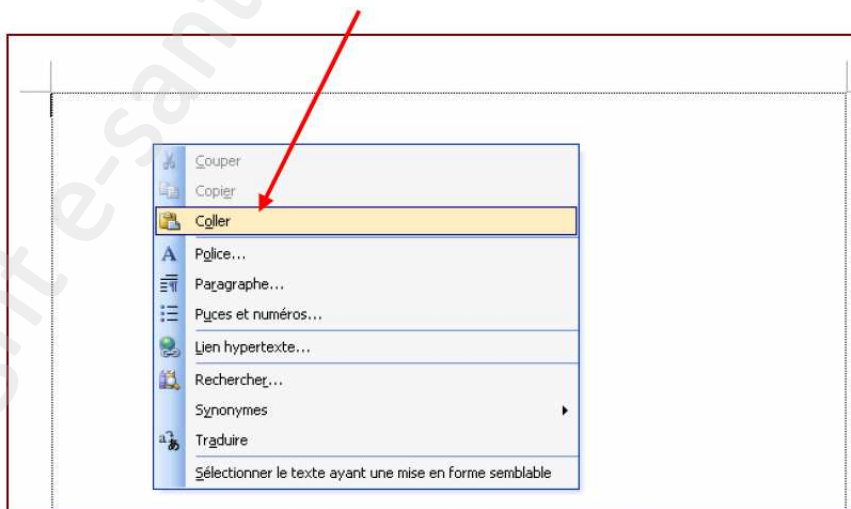 Couper
Copier
Coller
Police...
Paragraphe...
Puces et numéros...
Lien hypertexte...
Rechercher...
Synonymes
Traduire
Sélectionner le texte ayant une mise en forme semblable